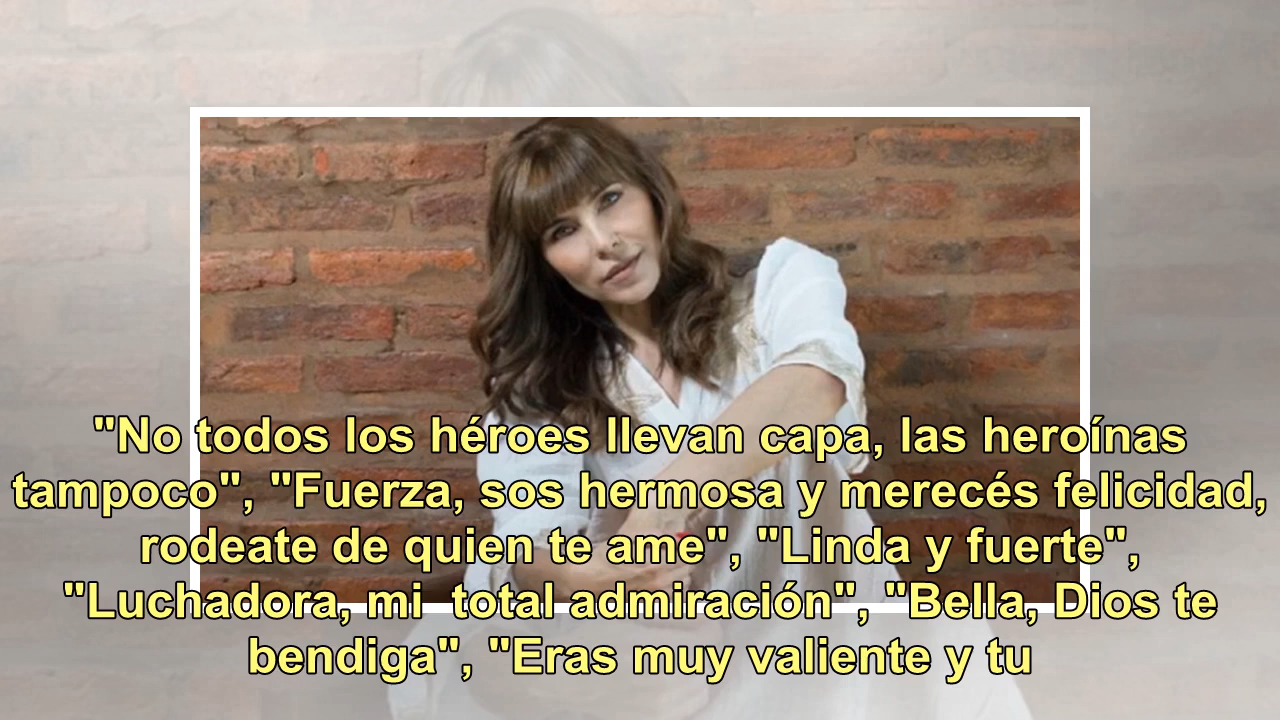 "No todos los héroes llevan capa, las heroínas
tampoco", "Fuerza, sos hermosa y merecés felicidad,
rodeate de quien te ame", "Linda y fuerte",
"Luchadora, mi  total admiración", "Bella, Dios te
bendiga", "Eras muy valiente y tu